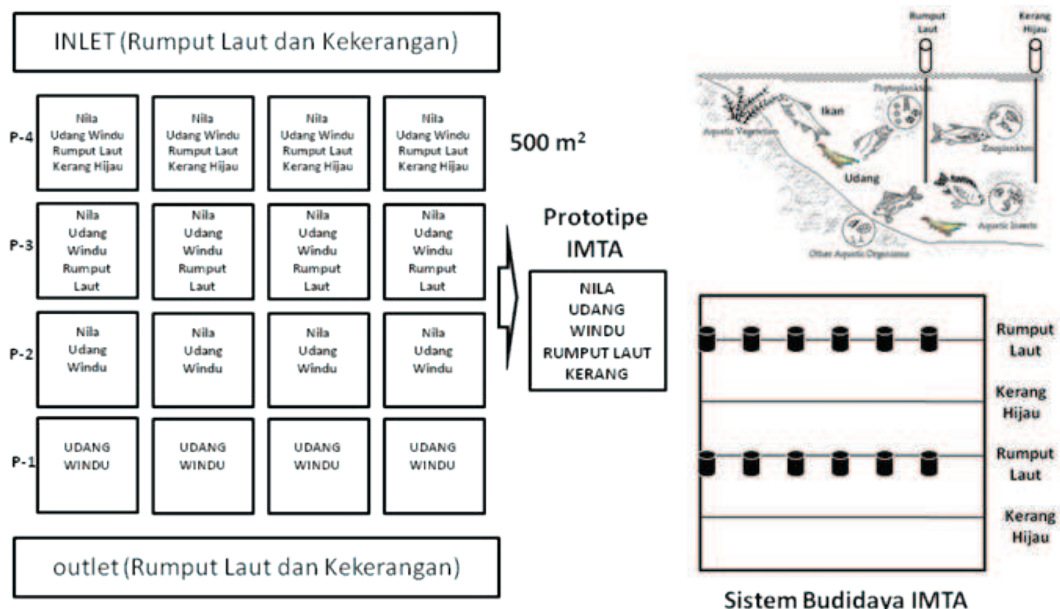 INLET (Rumput Laut dan Kekerangan)
P-4
Nila
Udang Windu
Rumput Laut
Kerang Hijau
Nila
Udang Windu
Rumput Laut
Kerang Hijau
Nila
Udang Windu
Rumput Laut
Kerang Hijau
Nila
Udang Windu
Rumput Laut
Kerang Hijau
P-3
Nila
Udang
Windu
Rumput
Laut
Nila
Udang
Windu
Rumput
Laut
Nila
Udang
Windu
Rumput
Laut
Nila
Udang
Windu
Rumput
Laut
P-2
Nila
Udang
Windu
Nila
Udang
Windu
Nila
Udang
Windu
Nila
Udang
Windu
P-1
UDANG
WINDU
UDANG
WINDU
UDANG
WINDU
UDANG
WINDU
outlet (Rumput Laut dan Kekerangan)
500 m²
Prototipe
IMTA
NILA
UDANG
WINDU
RUMPUT LAUT
KERANG
Rumput
Laut
Kerang
Hijau
Phytoplankton
Ikan
Aquatic Vegetation
Zooplankton
Udang
Aquatic Insects
Other Aquatic Organisms
Rumput
Laut
Kerang
Hijau
Rumput
Laut
Kerang
Hijau
Sistem Budidaya IMTA